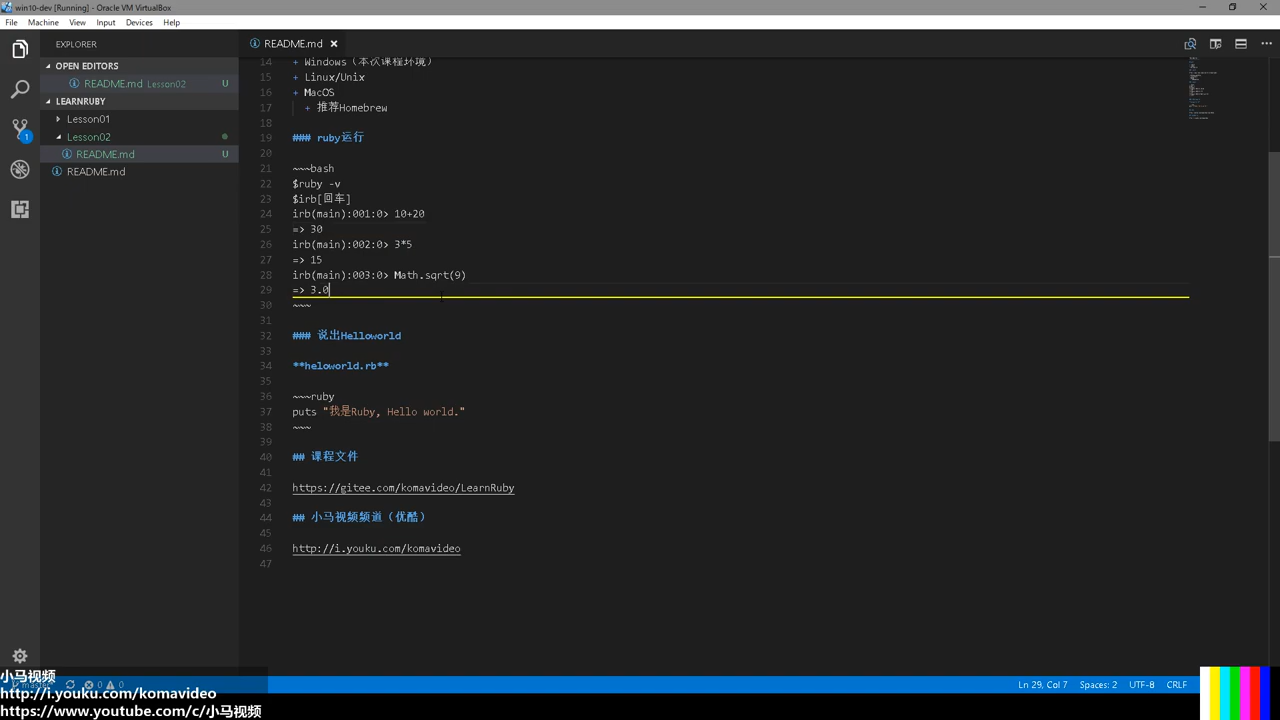 win10-dev [Running] - Oracle VM VirtualBox
File Machine View Input Devices Help
EXPLORER
README.md
OPEN EDITORS
README.md Lesson02 U
LEARNRUBY
Lesson01
Lesson02
README.md U
README.md
14 + Windows（本次课程环境）
15 + Linux/Unix
16 + MacOS
17 + 推荐Homebrew
18
19 ### ruby运行
20
21 ~~~bash
22 $ruby -v
23 $irb[回车]
24 irb(main):001:0> 10+20
25 => 30
26 irb(main):002:0> 3*5
27 => 15
28 irb(main):003:0> Math.sqrt(9)
29 => 3.0
30 ~~~
31
32 ### 说出Helloworld
33
34 **heloworld.rb**
35
36 ~~~ruby
37 puts "我是Ruby, Hello world."
38 ~~~
39
40 ## 课程文件
41
42 https://gitee.com/komavideo/LearnRuby
43
44 ## 小马视频频道（优酷）
45
46 http://i.youku.com/komavideo
47
1
小马视频
http://i.youku.com/komavideo
https://www.youtube.com/c/小马视频
0 0
Ln 29, Col 7 Spaces: 2 UTF-8 CRLF